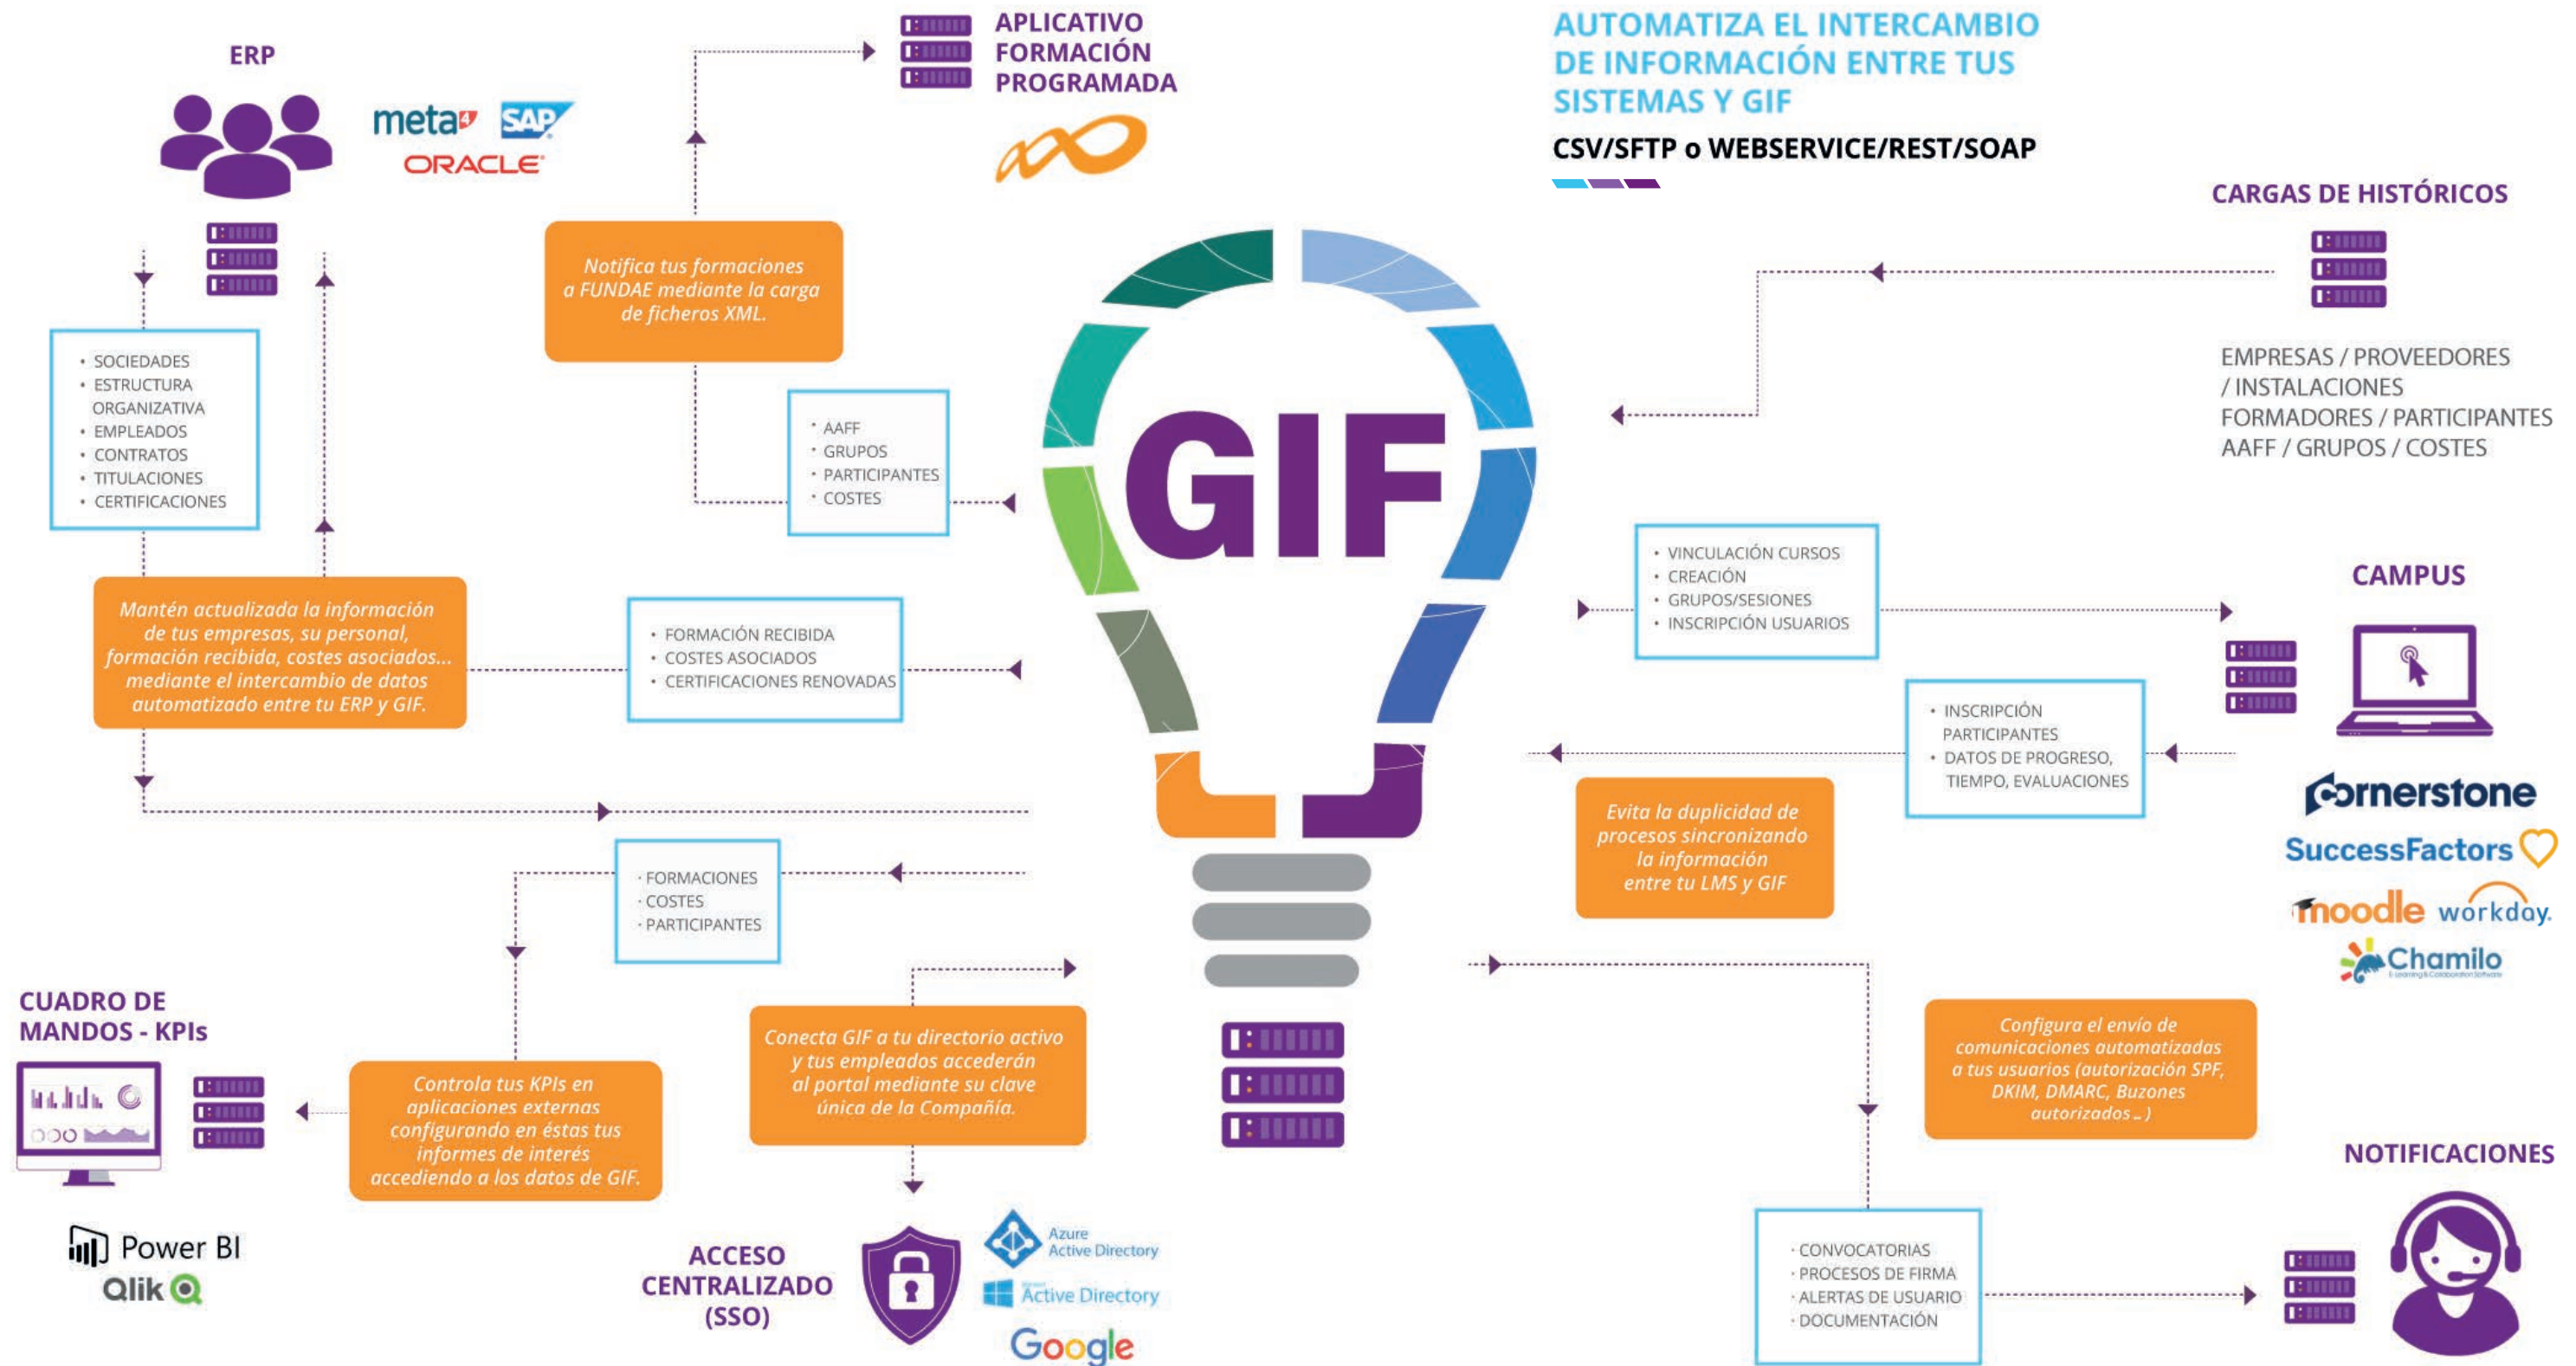 ERP
meta4
SAP
ORACLE
APLICATIVO
FORMACIÓN
PROGRAMADA
AUTOMATIZA EL INTERCAMBIO
DE INFORMACIÓN ENTRE TUS
SISTEMAS Y GIF
CSV/SFTP o WEBSERVICE/REST/SOAP
CARGAS DE HISTÓRICOS
EMPRESAS / PROVEEDORES
/ INSTALACIONES
FORMADORES / PARTICIPANTES
AAFF / GRUPOS / COSTES
Notifica tus formaciones
a FUNDAE mediante la carga
de ficheros XML.
• SOCIEDADES
• ESTRUCTURA
ORGANIZATIVA
• EMPLEADOS
• CONTRATOS
• TITULACIONES
• CERTIFICACIONES
• AAFF
• GRUPOS
• PARTICIPANTES
• COSTES
GIF
Mantén actualizada la información
de tus empresas, su personal,
formación recibida, costes asociados...
mediante el intercambio de datos
automatizado entre tu ERP y GIF.
• FORMACIÓN RECIBIDA
• COSTES ASOCIADOS
• CERTIFICACIONES RENOVADAS
• VINCULACIÓN CURSOS
• CREACIÓN
• GRUPOS/SESIONES
• INSCRIPCIÓN USUARIOS
CAMPUS
• INSCRIPCIÓN
PARTICIPANTES
• DATOS DE PROGRESO,
TIEMPO, EVALUACIONES
Evita la duplicidad de
procesos sincronizando
la información
entre tu LMS y GIF
cornerstone
SuccessFactors
moodle
workday.
Chamilo
E-Learning & Collaboration Software
· FORMACIONES
· COSTES
· PARTICIPANTES
CUADRO DE
MANDOS - KPIs
Controla tus KPIs en
aplicaciones externas
configurando en éstas tus
informes de interés
accediendo a los datos de GIF.
Power BI
Qlik
Conecta GIF a tu directorio activo
y tus empleados accederán
al portal mediante su clave
única de la Compañía.
ACCESO
CENTRALIZADO
(SSO)
Azure
Active Directory
Active Directory
Google
Configura el envío de
comunicaciones automatizadas
a tus usuarios (autorización SPF,
DKIM, DMARC, Buzones
autorizados...)
NOTIFICACIONES
· CONVOCATORIAS
· PROCESOS DE FIRMA
· ALERTAS DE USUARIO
· DOCUMENTACIÓN